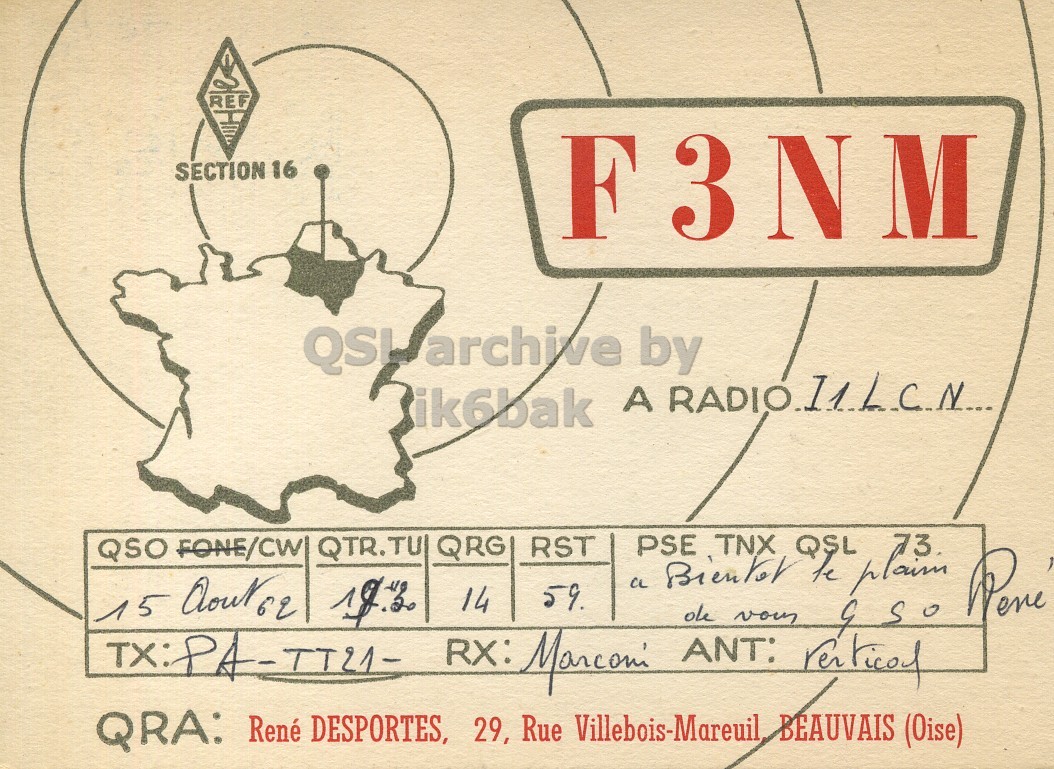 REF
SECTION 16
F3NM
QSL archive by
ik6bak
A RADIO I1LCN
QSO FONE/CW QTR.TU QRG RST PSE TNX QSL 73.
15 Aout 62 14 59. a Bientot le plaisir
de vous QSO René
TX: PA-TT21- RX: Marconi ANT: Vertical
QRA: René DESPORTES, 29, Rue Villebois-Mareuil, BEAUVAIS (Oise)